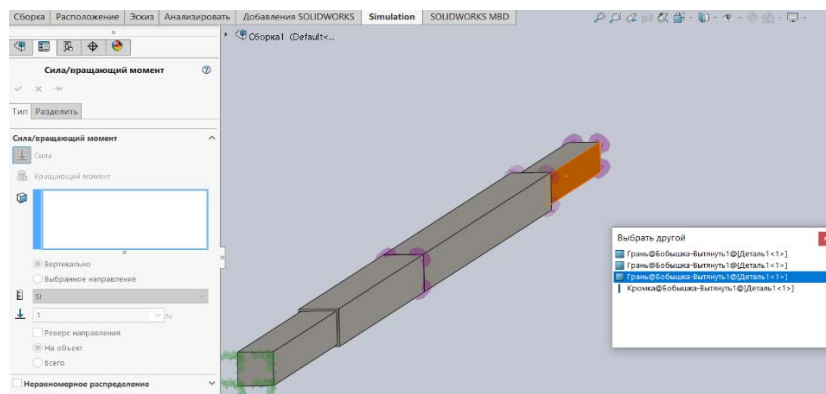 Сборка Расположение Эскиз Анализировать Добавления SOLIDWORKS Simulation SOLIDWORKS MBD
Сборка1 (Default<...
Сила/вращающий момент
Тип Разделить
Сила/вращающий момент
Сила
Вращающий момент
Вертикально
Выбранное направление
SI
1 N
Реверс направления
На объект
Всего
Неравномерное распределение
Выбрать другой
Грань@Бобышка-Вытянуть1@[Деталь1<1>]
Грань@Бобышка-Вытянуть1@[Деталь1<1>]
Грань@Бобышка-Вытянуть1@[Деталь1<1>]
Кромка@Бобышка-Вытянуть1@[Деталь1<1>]